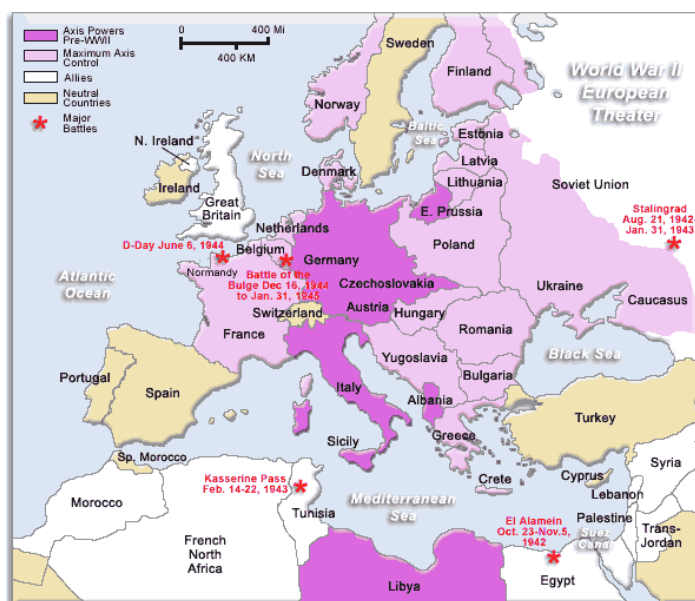 Axis Powers
Pre-WWII
Maximum Axis
Control
Allies
Neutral
Countries
Major
Battles
0 400 Mi
0 400 KM
World War II
European
Theater
Sweden
Finland
Norway
N. Ireland
North
Sea
Baltic
Sea
Estonia
Latvia
Lithuania
Denmark
Ireland
Great
Britain
Soviet Union
E. Prussia
Stalingrad
Aug. 21, 1942-
Jan. 31, 1943
Netherlands
D-Day June 6, 1944
Belgium
Germany
Poland
Normandy
Battle of the
Bulge Dec 16, 1944
to Jan. 31, 1945
Atlantic
Ocean
Czechoslovakia
Ukraine
Caucasus
Austria
Switzerland
Hungary
France
Romania
Yugoslavia
Black Sea
Bulgaria
Portugal
Spain
Italy
Albania
Turkey
Greece
Sicily
Sp. Morocco
Crete
Cyprus
Syria
Lebanon
Kasserine Pass
Feb. 14-22, 1943
Mediterranean
Sea
Morocco
Tunisia
El Alamein
Oct. 23-Nov.5,
1942
Palestine
Suez
Canal
Trans-
Jordan
French
North
Africa
Libya
Egypt